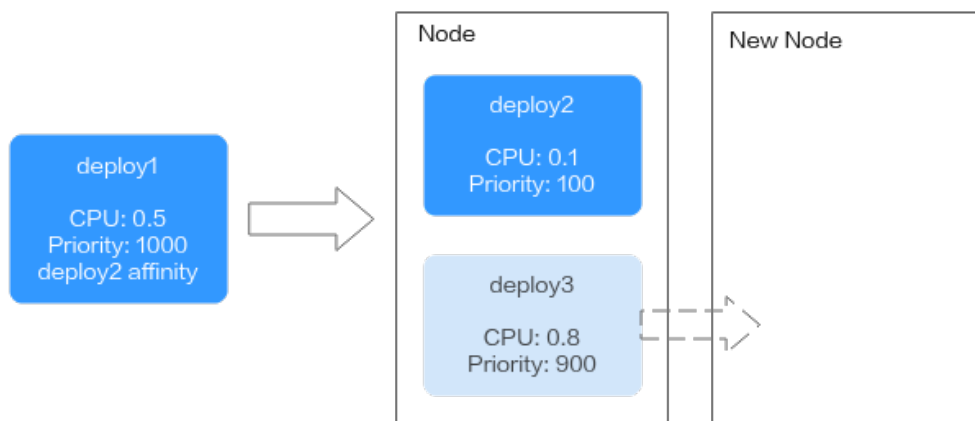 Node
New Node
deploy2
CPU: 0.1
Priority: 100
deploy1
CPU: 0.5
Priority: 1000
deploy2 affinity
deploy3
CPU: 0.8
Priority: 900